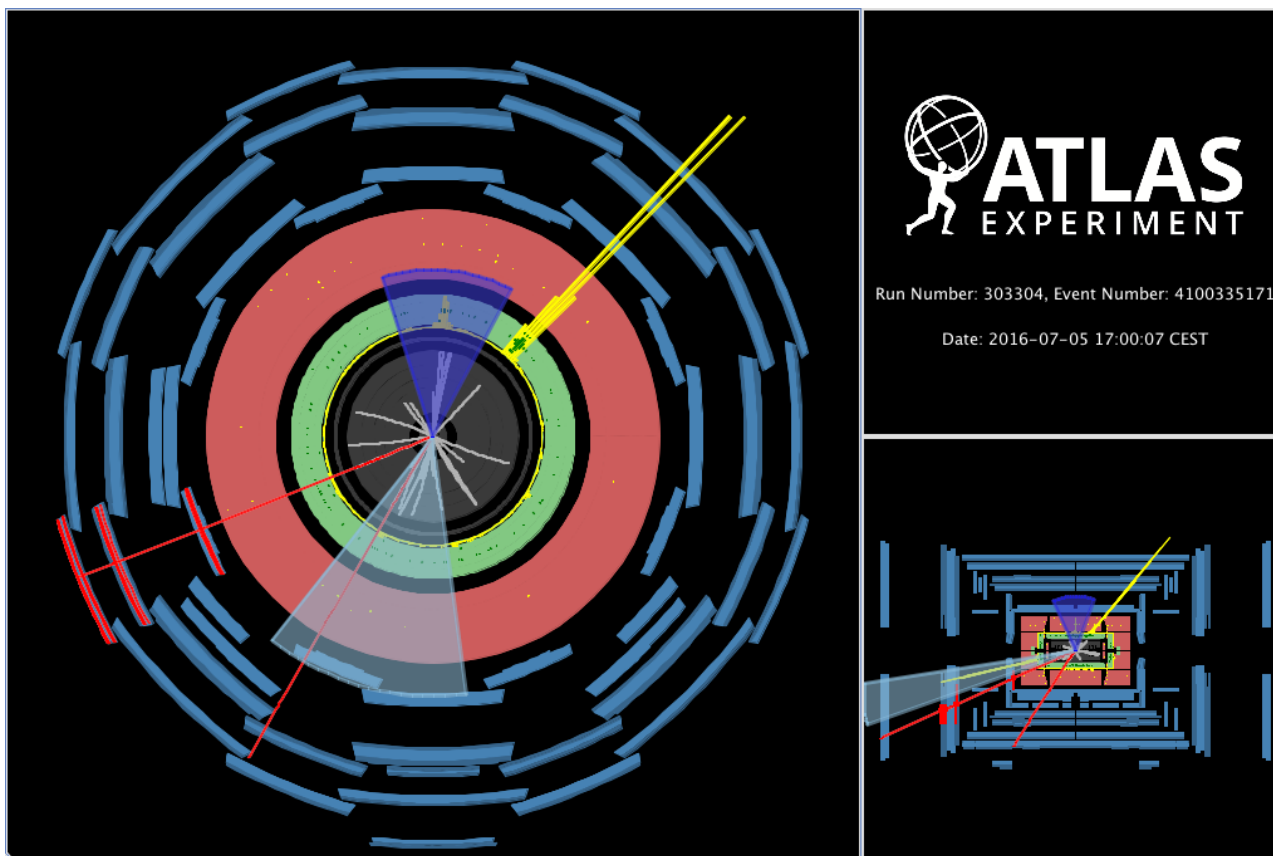 ATLAS
EXPERIMENT
Run Number: 303304, Event Number: 4100335171
Date: 2016-07-05 17:00:07 CEST